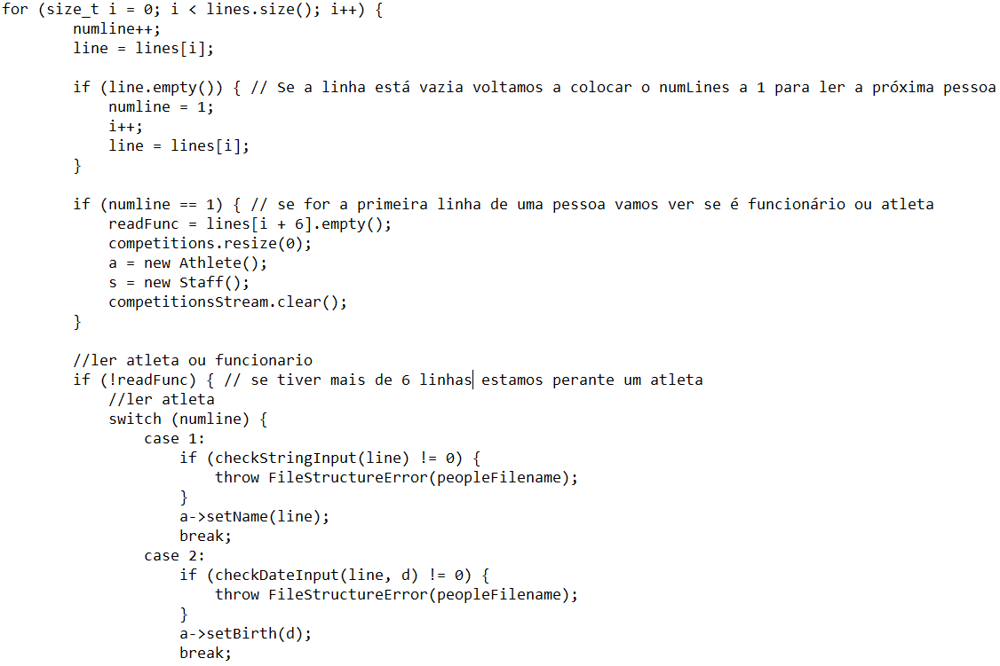 for (size_t i = 0; i < lines.size(); i++) {
        numline++;
        line = lines[i];

        if (line.empty()) { // Se a linha está vazia voltamos a colocar o numLines a 1 para ler a próxima pessoa
            numline = 1;
            i++;
            line = lines[i];
        }

        if (numline == 1) { // se for a primeira linha de uma pessoa vamos ver se é funcionário ou atleta
            readFunc = lines[i + 6].empty();
            competitions.resize(0);
            a = new Athlete();
            s = new Staff();
            competitionsStream.clear();
        }

        //ler atleta ou funcionario
        if (!readFunc) { // se tiver mais de 6 linhas estamos perante um atleta
            //ler atleta
            switch (numline) {
                case 1:
                    if (checkStringInput(line) != 0) {
                        throw FileStructureError(peopleFilename);
                    }
                    a->setName(line);
                    break;
                case 2:
                    if (checkDateInput(line, d) != 0) {
                        throw FileStructureError(peopleFilename);
                    }
                    a->setBirth(d);
                    break;